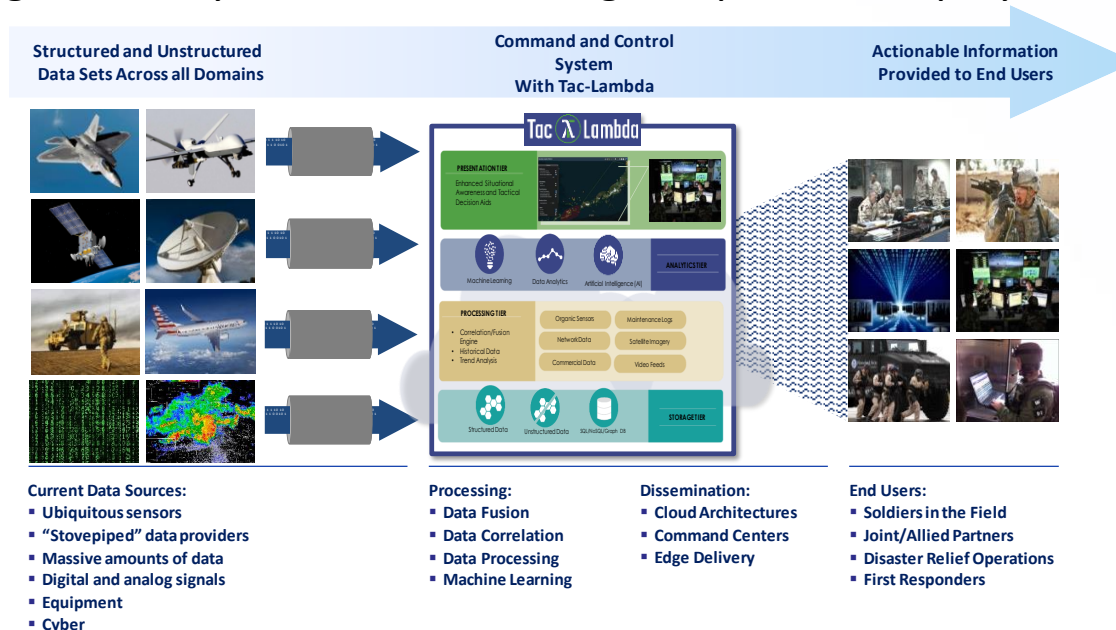 Structured and Unstructured
Data Sets Across all Domains
Command and Control
System
With Tac-Lambda
Actionable Information
Provided to End Users
Tac λ Lambda
PRESENTATION TIER
Enhanced Situational
Awareness and Tactical
Decision Aids
Machine Learning
Data Analytics
Artificial Intelligence (AI)
ANALYTICS TIER
PROCESSING TIER
• Correlation/Fusion
Engine
• Historical Data
• Trend Analysis
Organic Sensors
Maintenance Logs
Network Data
Satellite Imagery
Commercial Data
Video Feeds
Structured Data
Unstructured Data
SQL/NoSQL/Graph DB
STORAGE TIER
Current Data Sources:
▪ Ubiquitous sensors
▪ “Stovepiped” data providers
▪ Massive amounts of data
▪ Digital and analog signals
▪ Equipment
▪ Cyber
Processing:
▪ Data Fusion
▪ Data Correlation
▪ Data Processing
▪ Machine Learning
Dissemination:
▪ Cloud Architectures
▪ Command Centers
▪ Edge Delivery
End Users:
▪ Soldiers in the Field
▪ Joint/Allied Partners
▪ Disaster Relief Operations
▪ First Responders